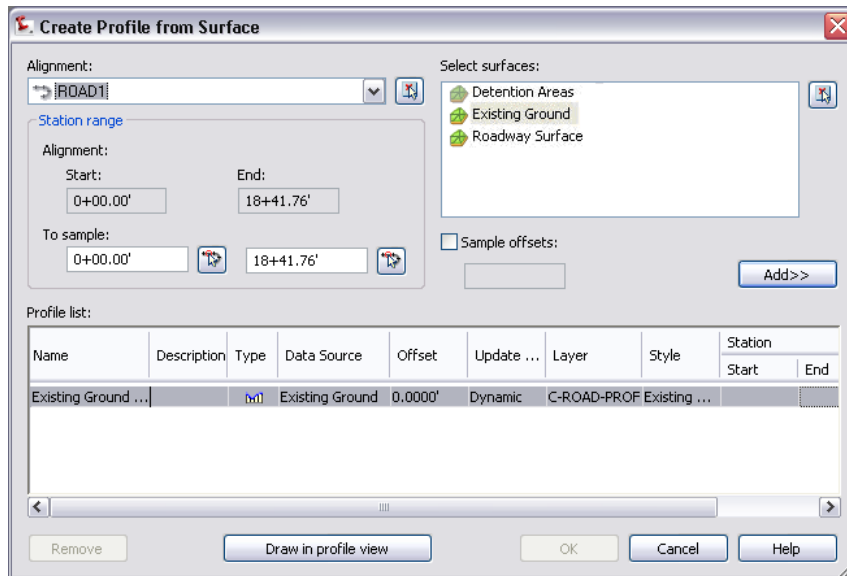 Create Profile from Surface
Alignment:
ROAD1
Station range
Alignment:
Start:
End:
0+00.00'
18+41.76'
To sample:
0+00.00'
18+41.76'
Select surfaces:
Detention Areas
Existing Ground
Roadway Surface
Sample offsets:
Add>>
Profile list:
Name Description Type Data Source Offset Update ... Layer Style Station
Start End
Existing Ground ... Existing Ground 0.0000' Dynamic C-ROAD-PROF Existing ...
Remove Draw in profile view OK Cancel Help